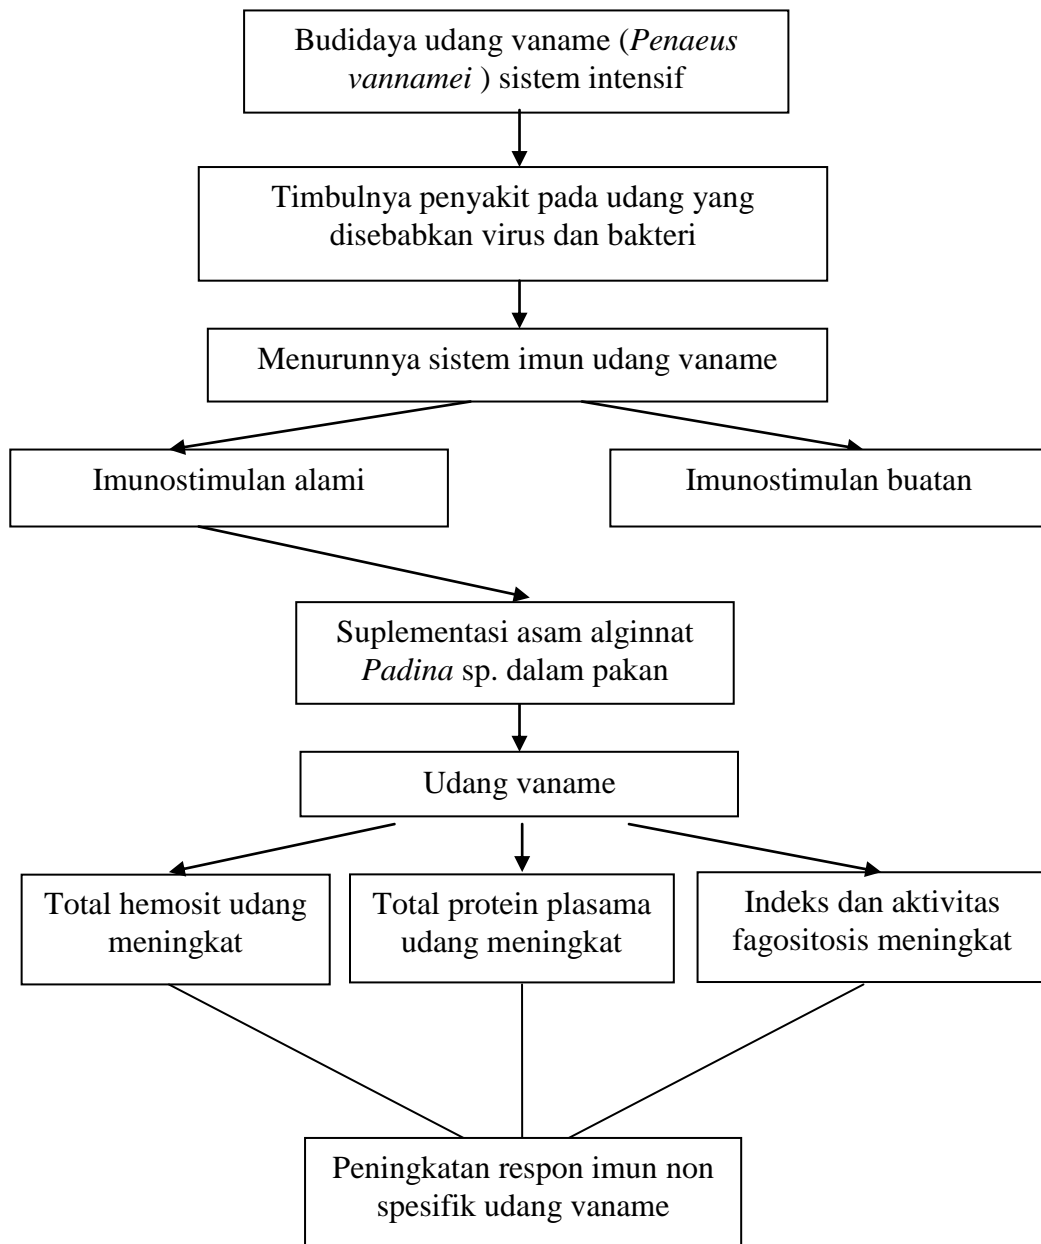 Budidaya udang vaname (Penaeus
vannamei ) sistem intensif
Timbulnya penyakit pada udang yang
disebabkan virus dan bakteri
Menurunnya sistem imun udang vaname
Imunostimulan alami
Imunostimulan buatan
Suplementasi asam alginnat
Padina sp. dalam pakan
Udang vaname
Total hemosit udang
meningkat
Total protein plasama
udang meningkat
Indeks dan aktivitas
fagositosis meningkat
Peningkatan respon imun non
spesifik udang vaname